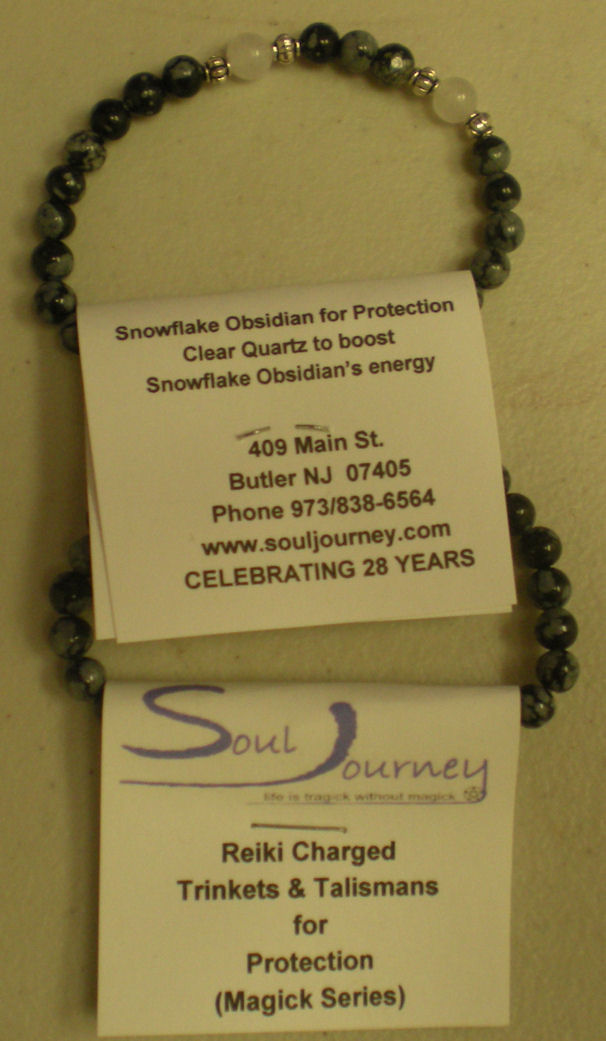 Snowflake Obsidian for Protection
Clear Quartz to boost
Snowflake Obsidian's energy
409 Main St.
Butler NJ 07405
Phone 973/838-6564
www.souljourney.com
CELEBRATING 28 YEARS
Soul Journey
life is tragick without magick
Reiki Charged
Trinkets & Talismans
for
Protection
(Magick Series)